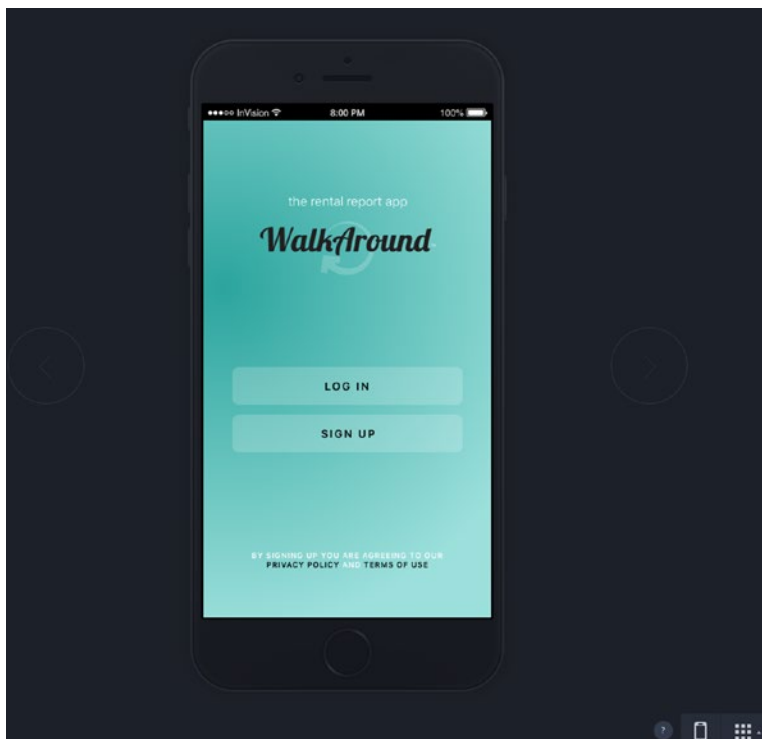 InVision 8:00 PM 100%
the rental report app
WalkAround
LOG IN
SIGN UP
BY SIGNING UP YOU ARE AGREEING TO OUR
PRIVACY POLICY AND TERMS OF USE
?